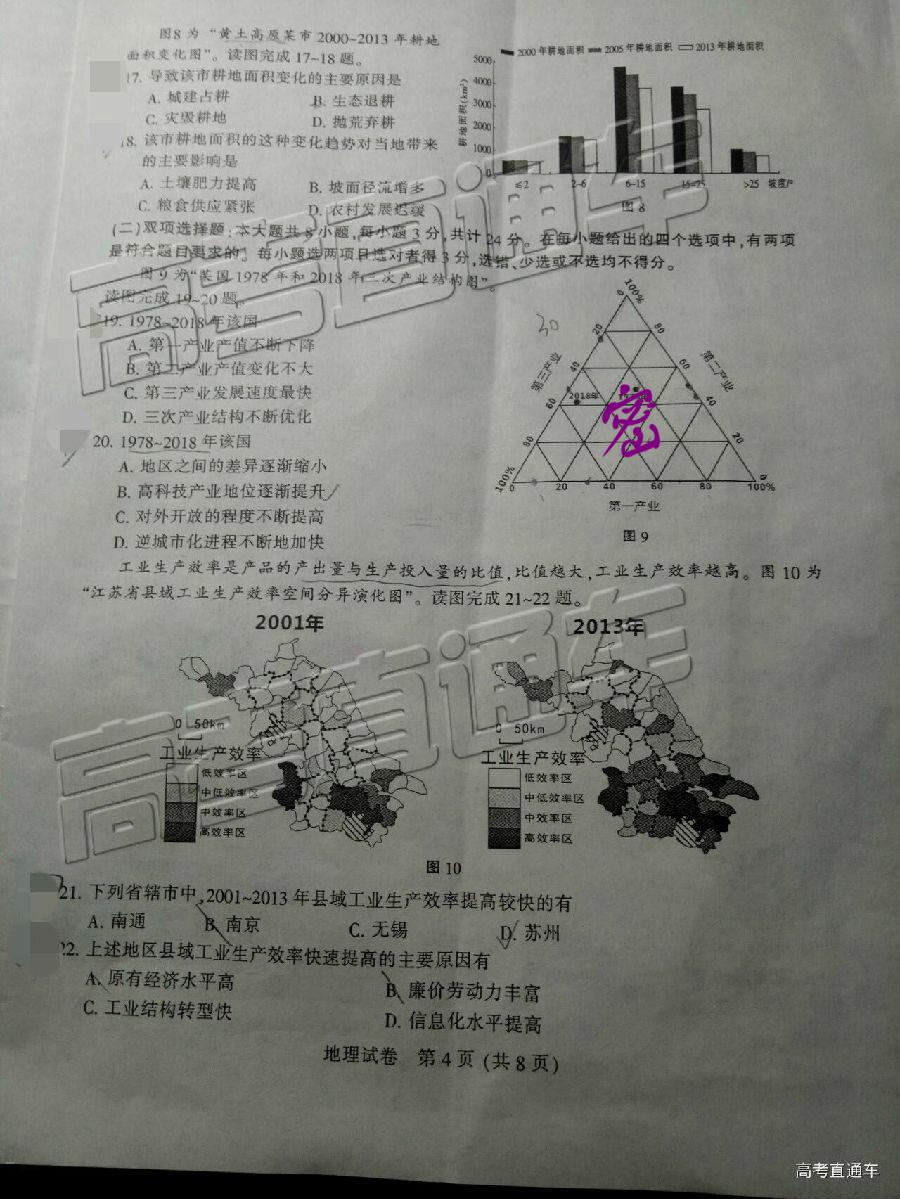 图8为“黄土高原某市2000~2013年耕地
面积变化图”。读图完成17~18题。
17. 导致该市耕地面积变化的主要原因是
A. 城建占耕 B. 生态退耕
C. 灾毁耕地 D. 抛荒弃耕
8. 该市耕地面积的这种变化趋势对当地带来
的主要影响是
A. 土壤肥力提高 B. 坡面径流增多
C. 粮食供应紧张 D. 农村发展迟缓
2000年耕地面积 2005年耕地面积 2013年耕地面积
耕地面积(km²)
5000
4000
3000
2000
1000
0
≤2 2-6 6-15 15-25 >25 坡度/°
图8
(二)双项选择题:本大题共8小题,每小题3分,共计24分。在每小题给出的四个选项中,有两项
是符合题目要求的。每小题选两项且选对者得3分,选错、少选或不选均不得分。
图9为“某国1978年和2018年三次产业结构图”。
读图完成19~20题。
19. 1978~2018年该国
A. 第一产业产值不断下降
B. 第二产业产值变化不大
C. 第三产业发展速度最快
D. 三次产业结构不断优化
20. 1978~2018年该国
A. 地区之间的差异逐渐缩小
B. 高科技产业地位逐渐提升
C. 对外开放的程度不断提高
D. 逆城市化进程不断地加快
30
0 100%
20 80
第三产业 第二产业
40 60
2018年
60 40
密
80 20
100% 0
0 20 40 60 80 100%
第一产业
图9
工业生产效率是产品的产出量与生产投入量的比值,比值越大,工业生产效率越高。图10为
“江苏省县域工业生产效率空间分异演化图”。读图完成21~22题。
2001年 2013年
0 50km 0 50km
工业生产效率 工业生产效率
低效率区 低效率区
中低效率区 中低效率区
中效率区 中效率区
高效率区 高效率区
图10
21. 下列省辖市中,2001~2013年县域工业生产效率提高较快的有
A. 南通 B. 南京 C. 无锡 D. 苏州
22. 上述地区县域工业生产效率快速提高的主要原因有
A. 原有经济水平高 B. 廉价劳动力丰富
C. 工业结构转型快 D. 信息化水平提高
地理试卷 第4页(共8页)
高考直通车
高考直通车
高考直通车